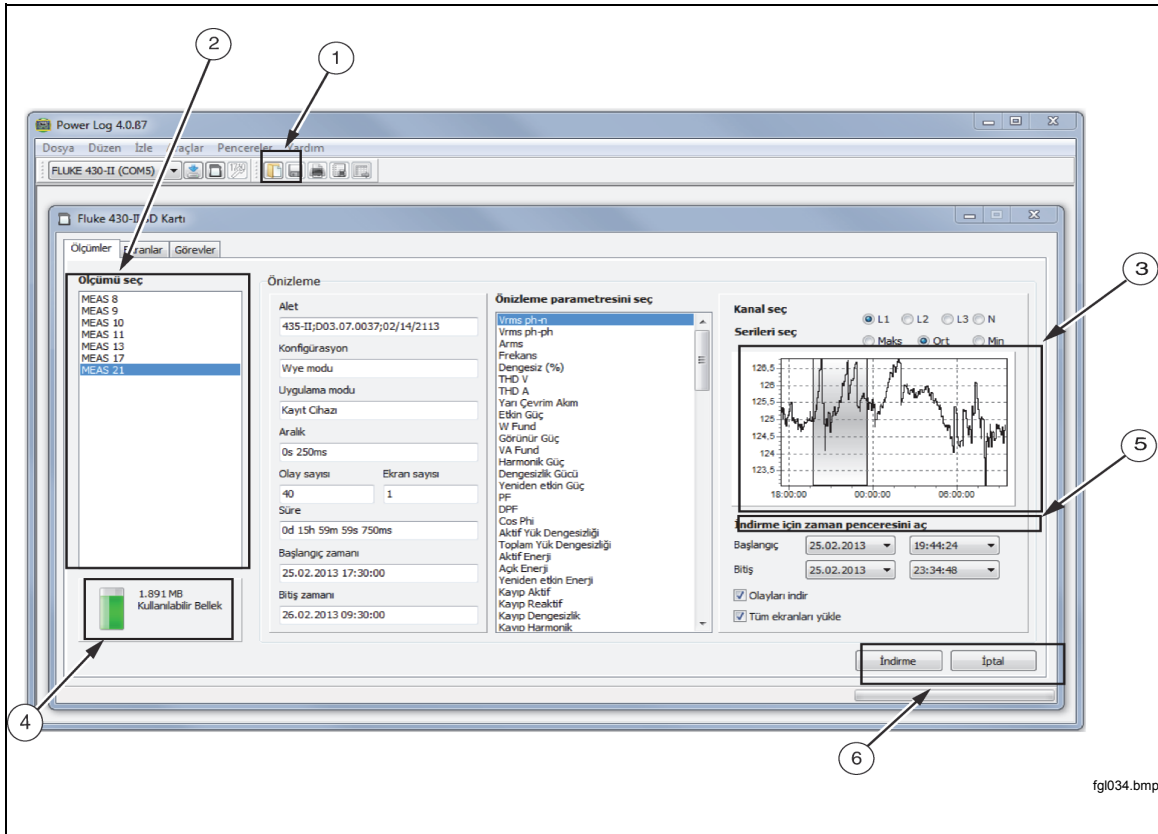 2
1
Power Log 4.0.87
Dosya Düzen İzle Araçlar Pencereler Yardım
FLUKE 430-II (COM5)
Fluke 430-II SD Kartı
Ölçümler Ekranlar Görevler
Ölçümü seç
MEAS 8
MEAS 9
MEAS 10
MEAS 11
MEAS 13
MEAS 17
MEAS 21
1.891 MB
Kullanılabilir Bellek
4
Önizleme
Alet
435-II;D03.07.0037;02/14/2113
Konfigürasyon
Wye modu
Uygulama modu
Kayıt Cihazı
Aralık
0s 250ms
Olay sayısı Ekran sayısı
40 1
Süre
0d 15h 59m 59s 750ms
Başlangıç zamanı
25.02.2013 17:30:00
Bitiş zamanı
26.02.2013 09:30:00
Önizleme parametresini seç
Vrms ph-n
Vrms ph-ph
Arms
Frekans
Dengesiz (%)
THD V
THD A
Yarı Çevrim Akım
Etkin Güç
W Fund
Görünür Güç
VA Fund
Harmonik Güç
Dengesizlik Gücü
Yeniden etkin Güç
PF
DPF
Cos Phi
Aktif Yük Dengesizliği
Toplam Yük Dengesizliği
Aktif Enerji
Açık Enerji
Yeniden etkin Enerji
Kayıp Aktif
Kayıp Reaktif
Kayıp Dengesizlik
Kayıp Harmonik
Kanal seç
L1 L2 L3 N
Serileri seç
Maks Ort Min
3
126,5
126
125,5
125
124,5
124
123,5
18:00:00 00:00:00 06:00:00
5
İndirme için zaman penceresini aç
Başlangıç 25.02.2013 19:44:24
Bitiş 25.02.2013 23:34:48
Olayları indir
Tüm ekranları yükle
İndirme İptal
6
fgl034.bmp